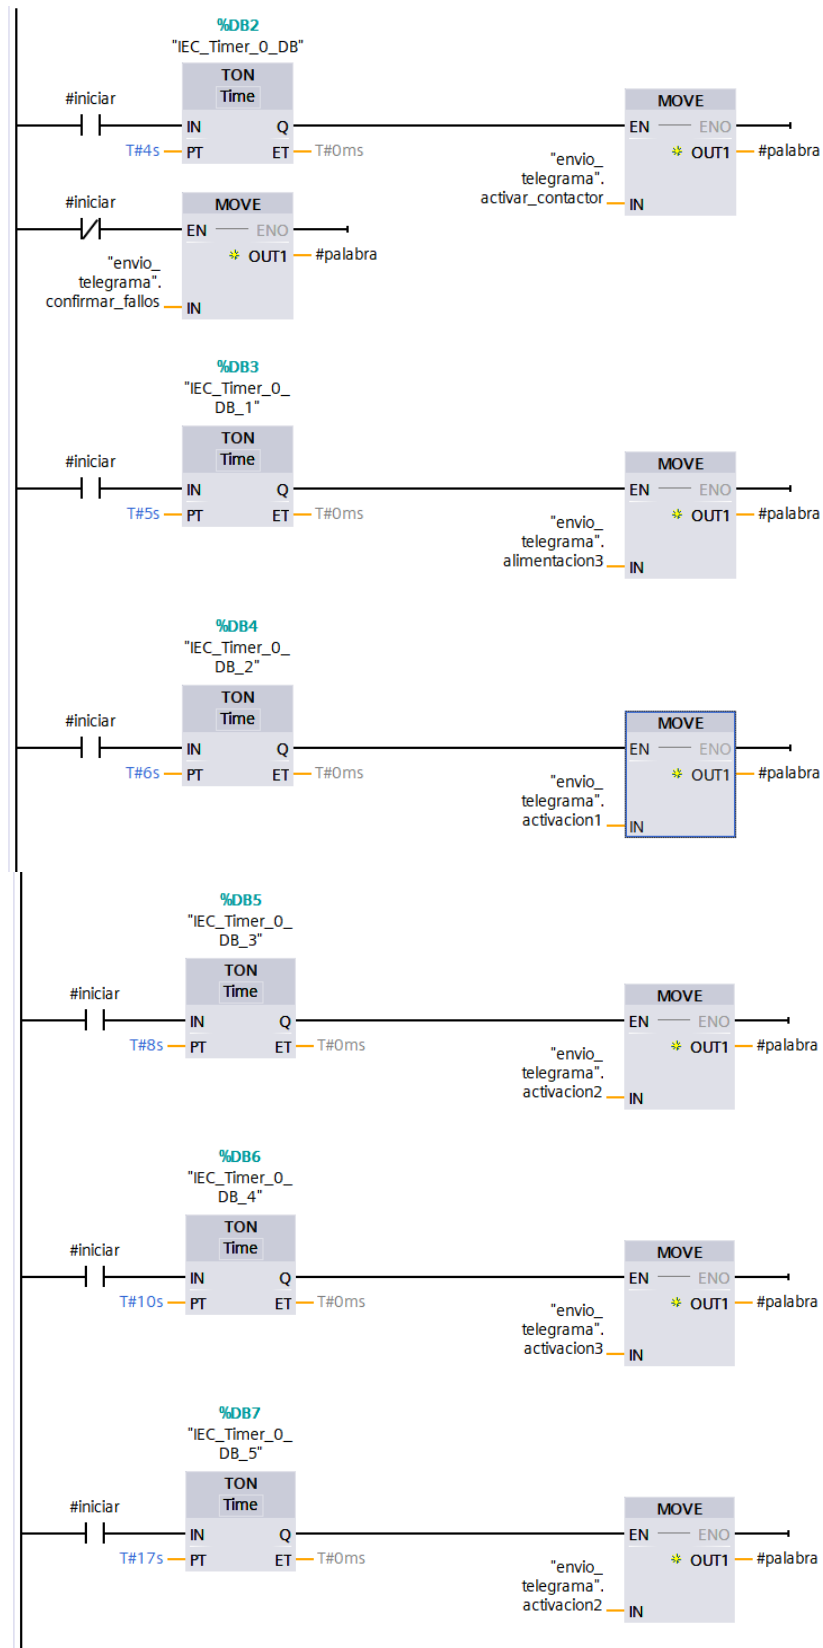 %DB2
"IEC_Timer_0_DB"
TON
Time
#iniciar
IN Q
T#4s PT ET T#0ms
MOVE
EN ENO
OUT1 #palabra
"envio_
telegrama".
activar_contactor IN
#iniciar
MOVE
EN ENO
OUT1 #palabra
"envio_
telegrama".
confirmar_fallos IN
%DB3
"IEC_Timer_0_
DB_1"
TON
Time
#iniciar
IN Q
T#5s PT ET T#0ms
MOVE
EN ENO
OUT1 #palabra
"envio_
telegrama".
alimentacion3 IN
%DB4
"IEC_Timer_0_
DB_2"
TON
Time
#iniciar
IN Q
T#6s PT ET T#0ms
MOVE
EN ENO
OUT1 #palabra
"envio_
telegrama".
activacion1 IN
%DB5
"IEC_Timer_0_
DB_3"
TON
Time
#iniciar
IN Q
T#8s PT ET T#0ms
MOVE
EN ENO
OUT1 #palabra
"envio_
telegrama".
activacion2 IN
%DB6
"IEC_Timer_0_
DB_4"
TON
Time
#iniciar
IN Q
T#10s PT ET T#0ms
MOVE
EN ENO
OUT1 #palabra
"envio_
telegrama".
activacion3 IN
%DB7
"IEC_Timer_0_
DB_5"
TON
Time
#iniciar
IN Q
T#17s PT ET T#0ms
MOVE
EN ENO
OUT1 #palabra
"envio_
telegrama".
activacion2 IN